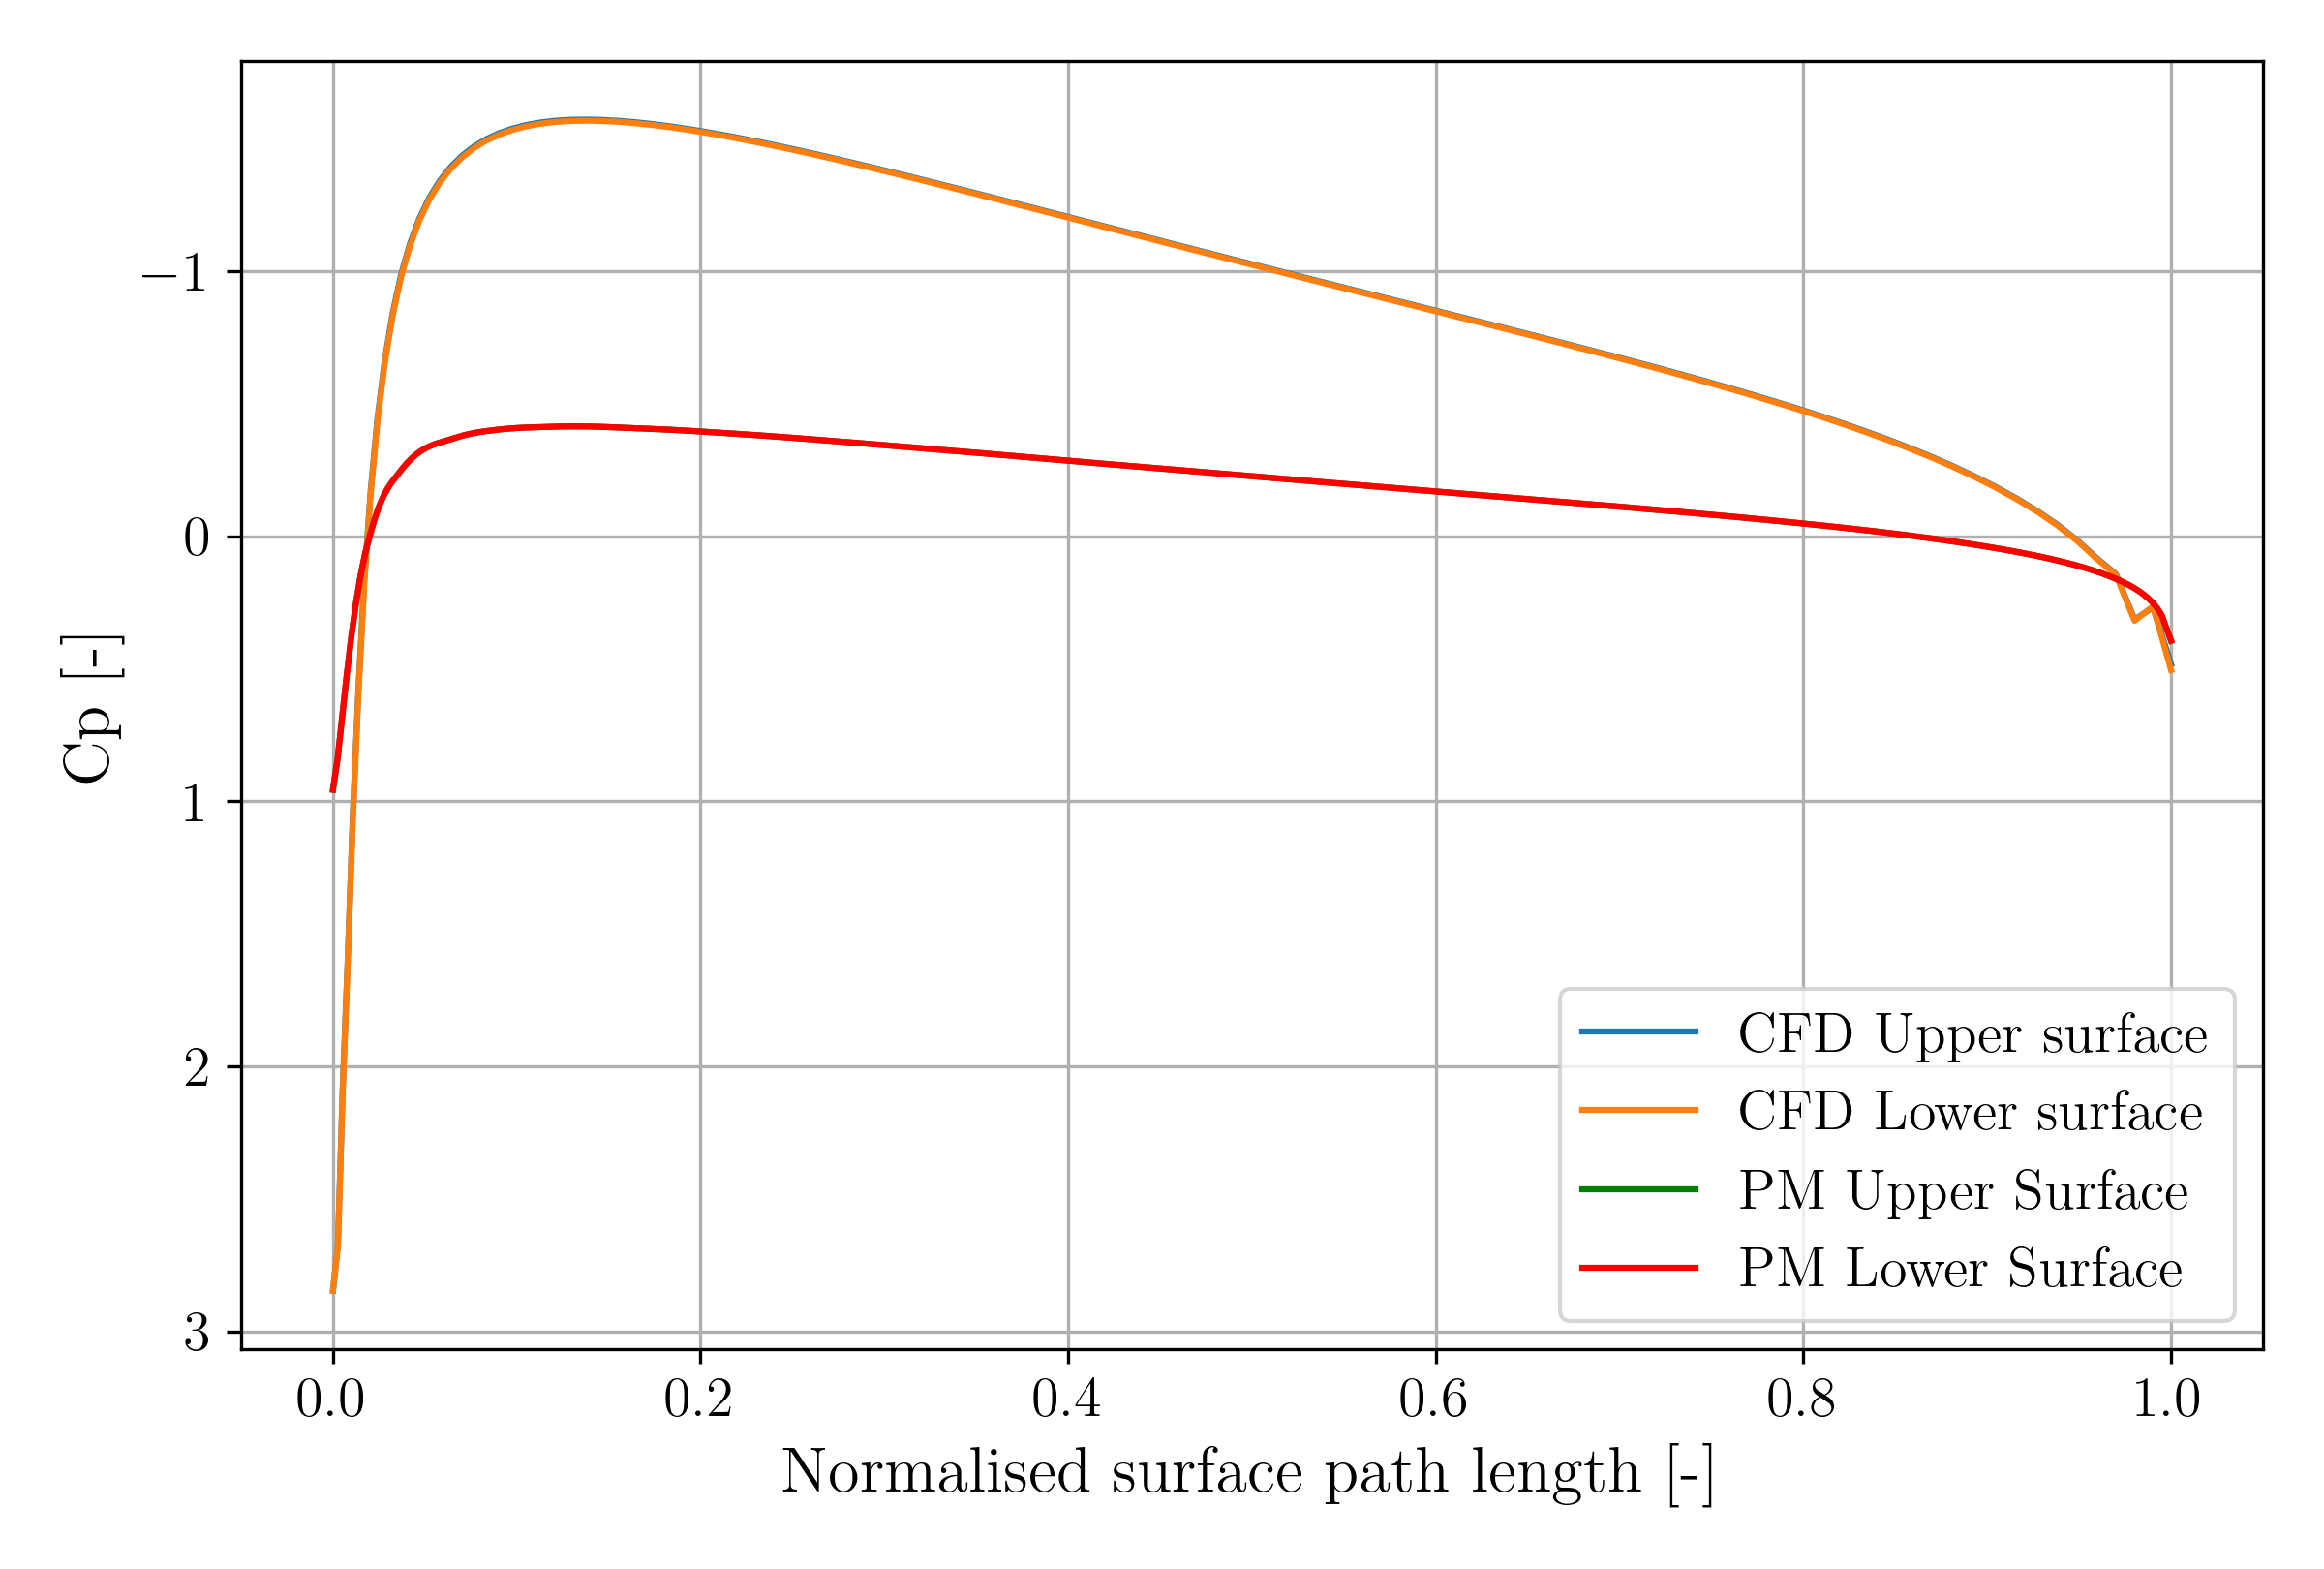 Cp [-]
−1
0
1
2
3
CFD Upper surface
CFD Lower surface
PM Upper Surface
PM Lower Surface
0.0 0.2 0.4 0.6 0.8 1.0
Normalised surface path length [-]